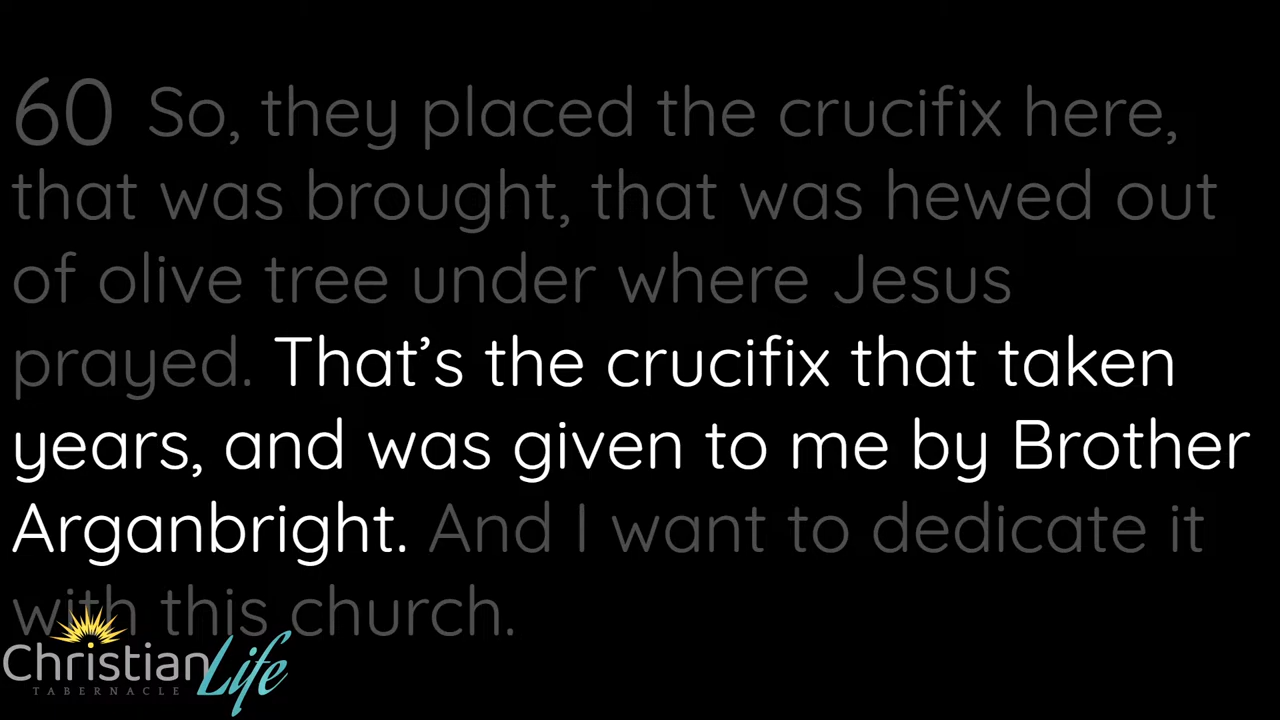 60 So, they placed the crucifix here,
that was brought, that was hewed out
of olive tree under where Jesus
prayed. That’s the crucifix that taken
years, and was given to me by Brother
Arganbright. And I want to dedicate it
with this church.
Christian Life
TABERNACLE